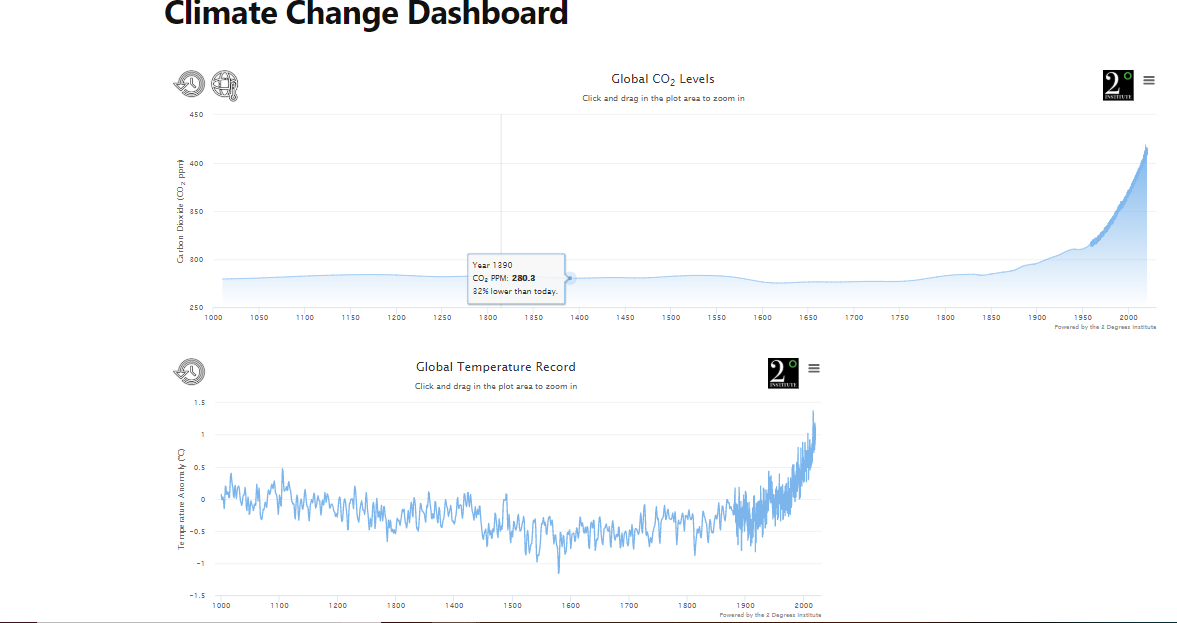 Climate Change Dashboard
Global CO₂ Levels
Click and drag in the plot area to zoom in
2°
INSTITUTE
Carbon Dioxide (CO₂ ppm)
450
400
350
300
250
Year 1390
CO₂ PPM: 280.3
32% lower than today.
1000 1050 1100 1150 1200 1250 1300 1350 1400 1450 1500 1550 1600 1650 1700 1750 1800 1850 1900 1950 2000
Powered by the 2 Degrees Institute
Global Temperature Record
Click and drag in the plot area to zoom in
2°
INSTITUTE
Temperature Anomaly (°C)
1.5
1
0.5
0
-0.5
-1
-1.5
1000 1100 1200 1300 1400 1500 1600 1700 1800 1900 2000
Powered by the 2 Degrees Institute